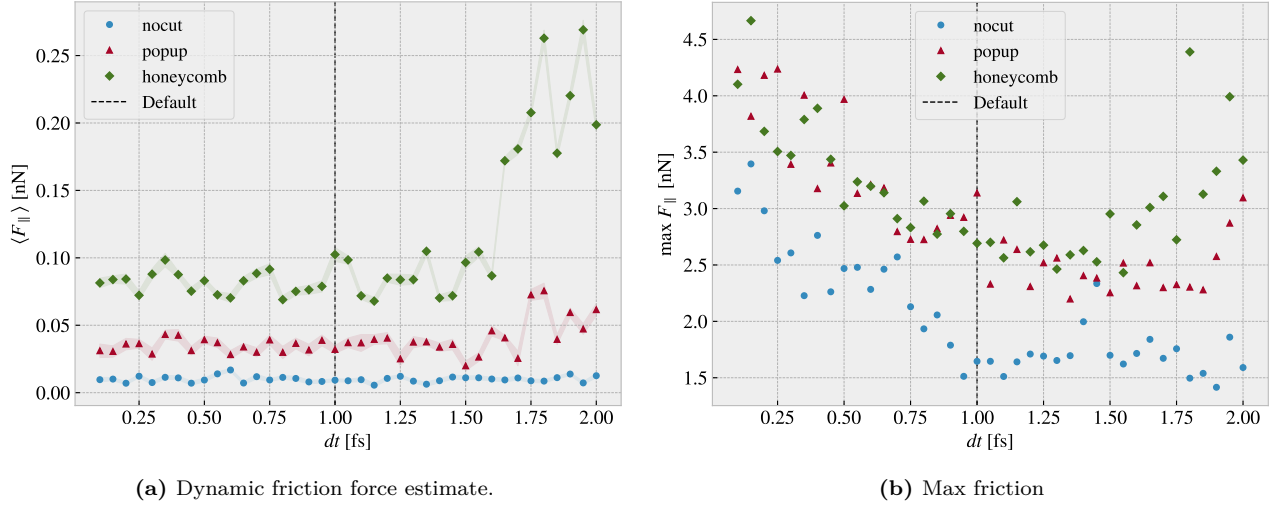 nocut
popup
honeycomb
Default
0.25
0.20
0.15
0.10
0.05
0.00
⟨F∥⟩ [nN]
0.25
0.50
0.75
1.00
1.25
1.50
1.75
2.00
dt [fs]
(a) Dynamic friction force estimate.
nocut
popup
honeycomb
Default
4.5
4.0
3.5
3.0
2.5
2.0
1.5
max F∥ [nN]
0.25
0.50
0.75
1.00
1.25
1.50
1.75
2.00
dt [fs]
(b) Max friction